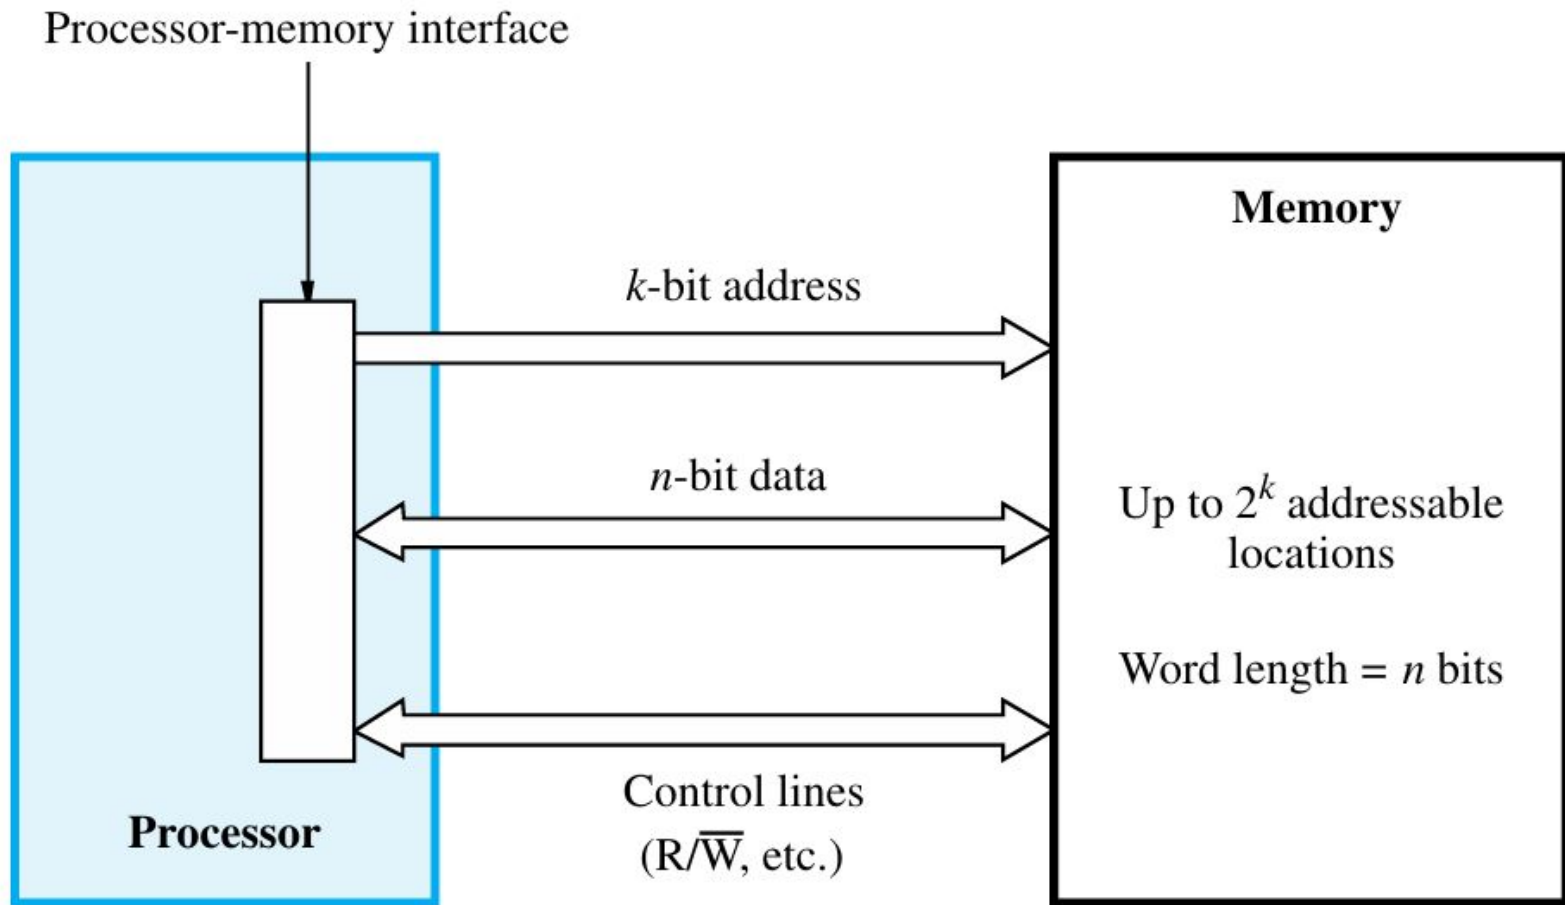 Processor-memory interface
Memory
k-bit address
n-bit data
Up to 2^k addressable
locations
Word length = n bits
Control lines
(R/W̅, etc.)
Processor